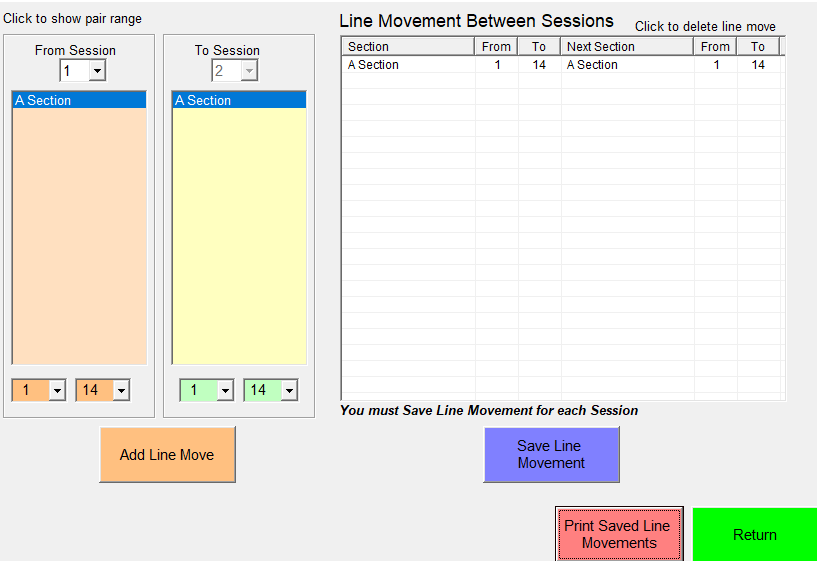 Click to show pair range
From Session
1
To Session
2
A Section
A Section
1 14
1 14
Add Line Move
Line Movement Between Sessions
Click to delete line move
Section From To Next Section From To
A Section 1 14 A Section 1 14
You must Save Line Movement for each Session
Save Line
Movement
Print Saved Line
Movements
Return